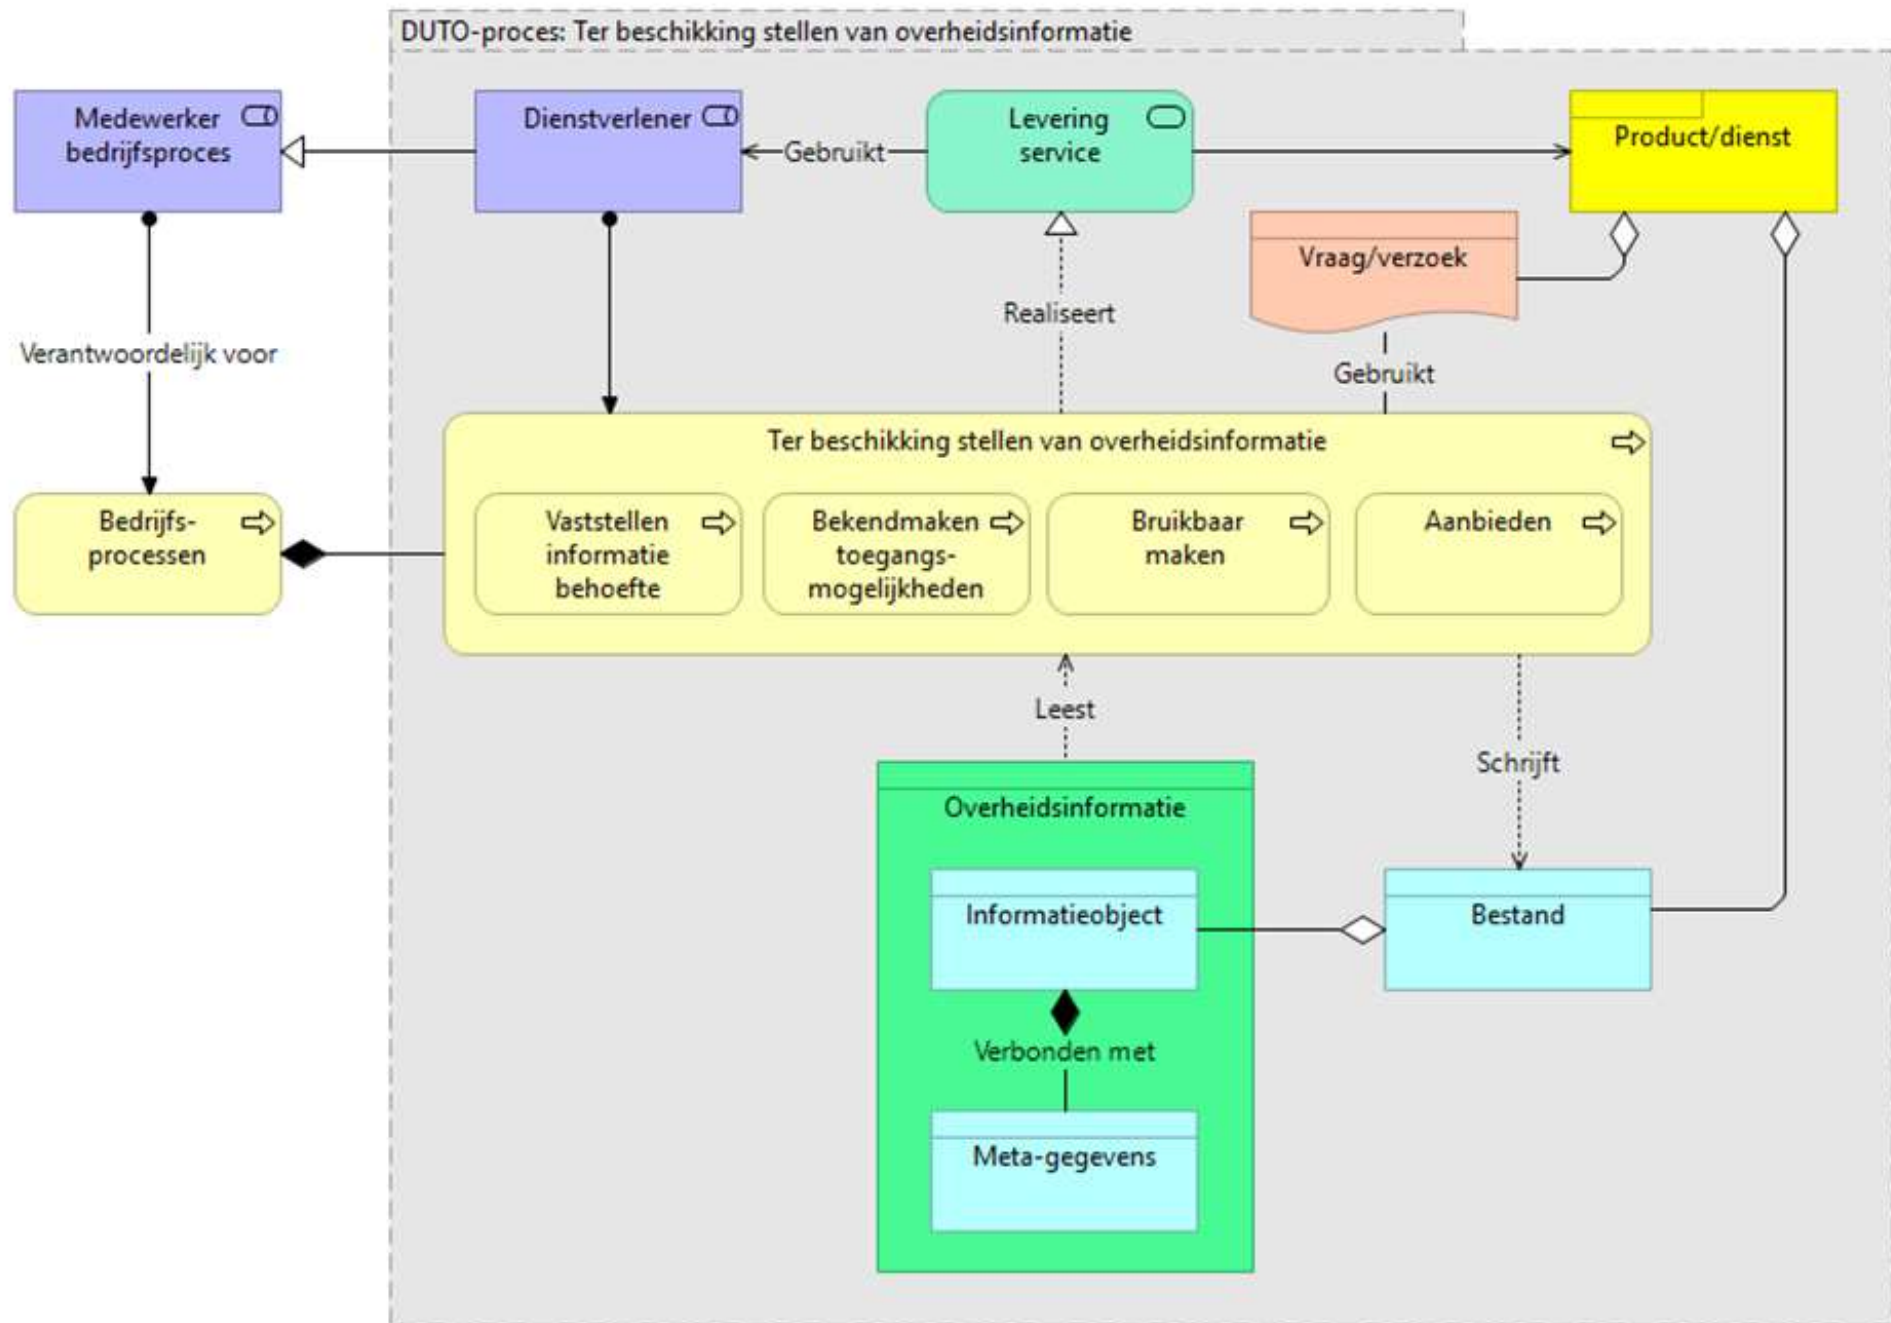 DUTO-proces: Ter beschikking stellen van overheidsinformatie
Medewerker
bedrijfsproces
Dienstverlener
Gebruikt
Levering
service
Product/dienst
Vraag/verzoek
Realiseert
Gebruikt
Verantwoordelijk voor
Ter beschikking stellen van overheidsinformatie
Bedrijfs-
processen
Vaststellen
informatie
behoefte
Bekendmaken
toegangs-
mogelijkheden
Bruikbaar
maken
Aanbieden
Leest
Schrijft
Overheidsinformatie
Informatieobject
Bestand
Verbonden met
Meta-gegevens